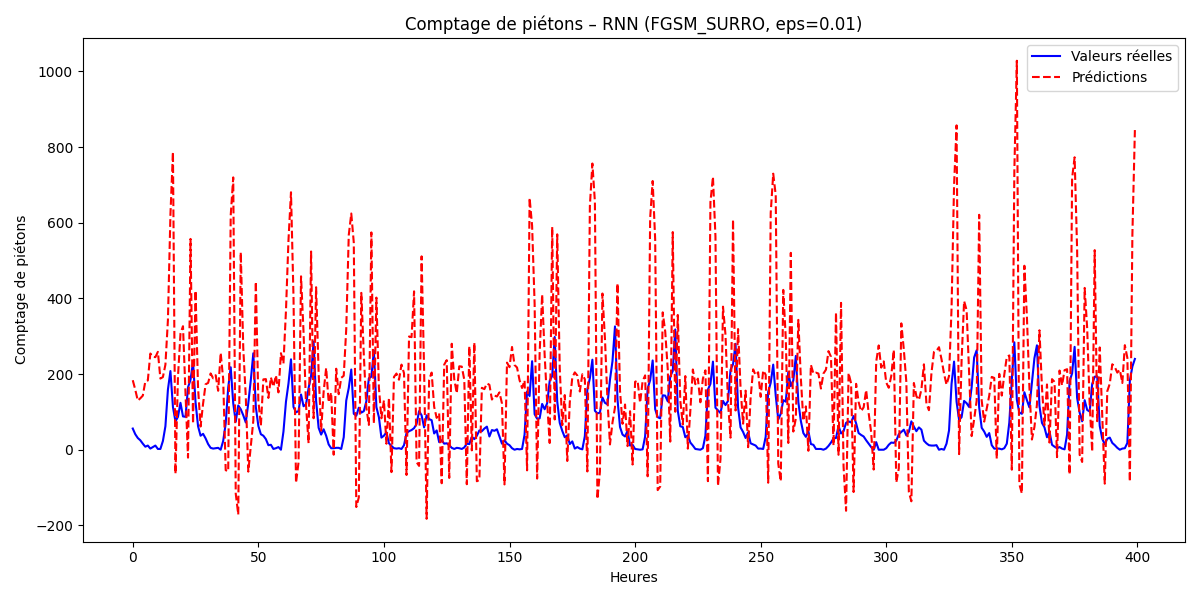 Comptage de piétons – RNN (FGSM_SURRO, eps=0.01)
Valeurs réelles
Prédictions
Comptage de piétons
1000
800
600
400
200
0
−200
0 50 100 150 200 250 300 350 400
Heures